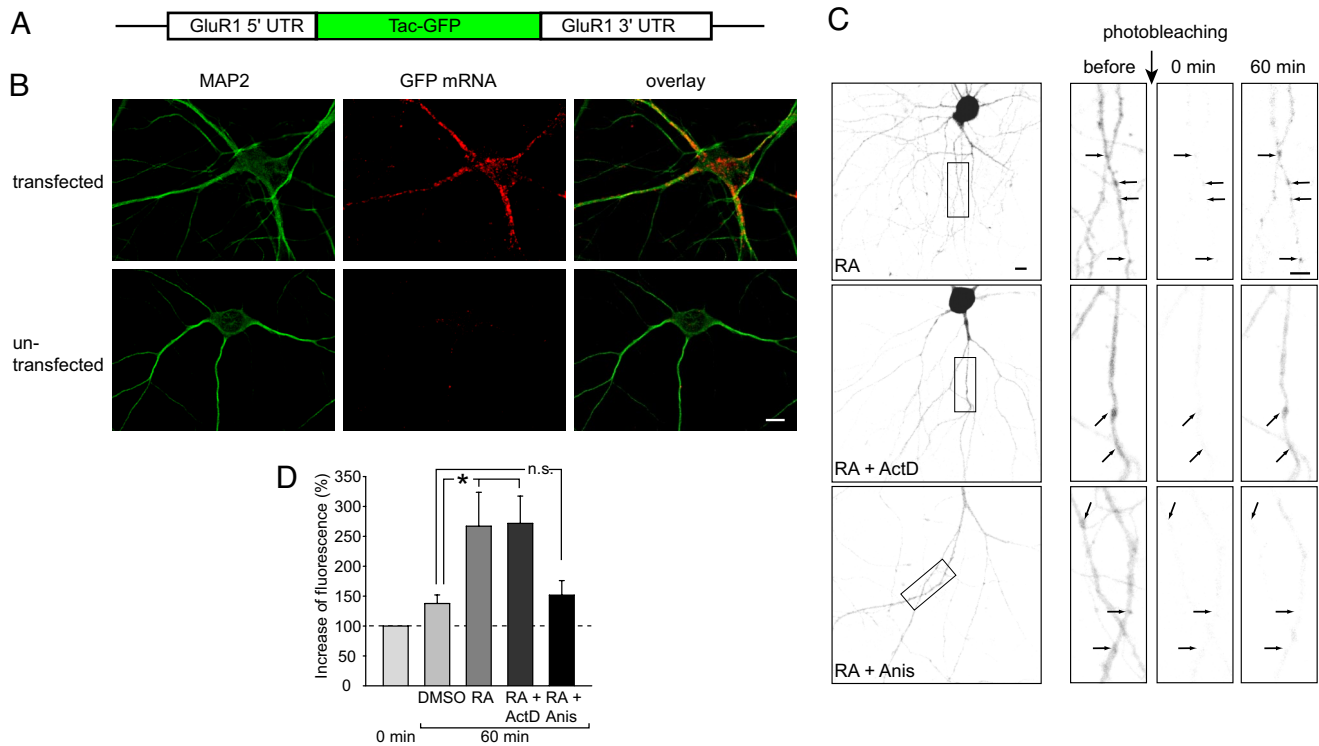 A
GluR1 5' UTR
Tac-GFP
GluR1 3' UTR
B
MAP2
GFP mRNA
overlay
transfected
un-
transfected
C
photobleaching
before
0 min
60 min
RA
RA + ActD
RA + Anis
D
Increase of fluorescence (%)
350
300
250
200
150
100
50
0
*
n.s.
DMSO
RA
RA +
ActD
RA +
Anis
0 min
60 min